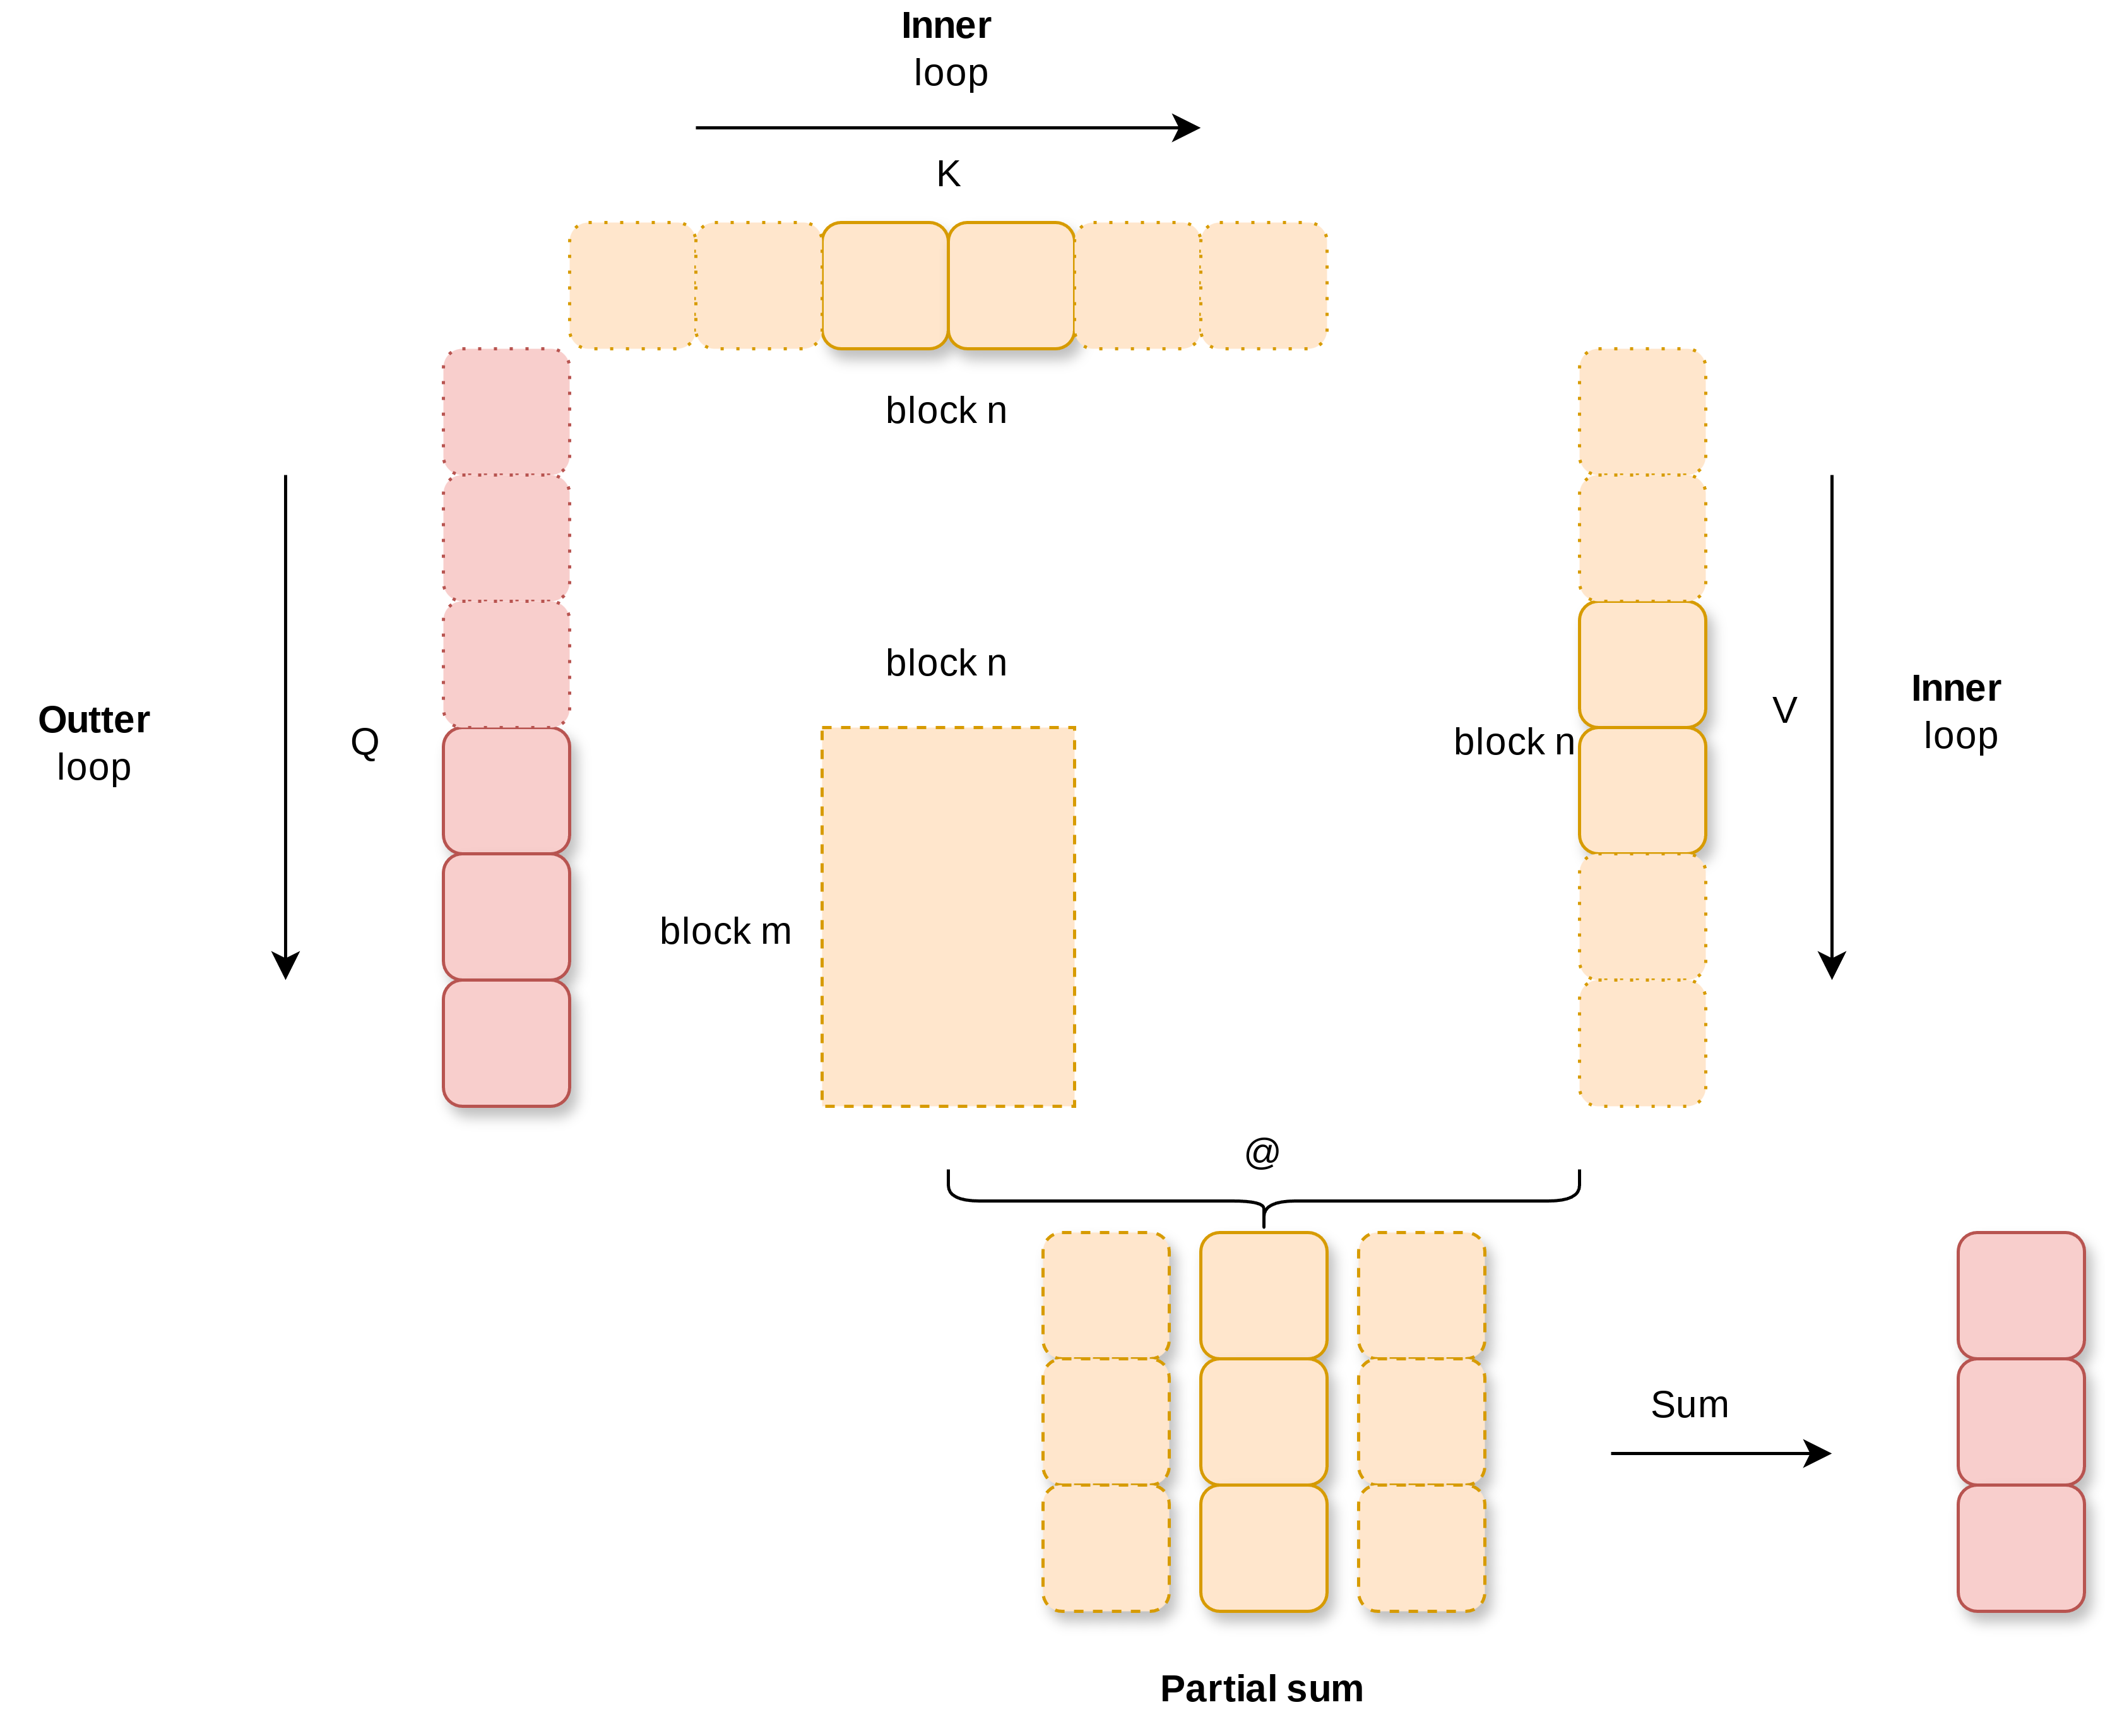 Inner
loop
K
block n
block n
Outter
loop
Q
block n
V
Inner
loop
block m
@
Sum
Partial sum